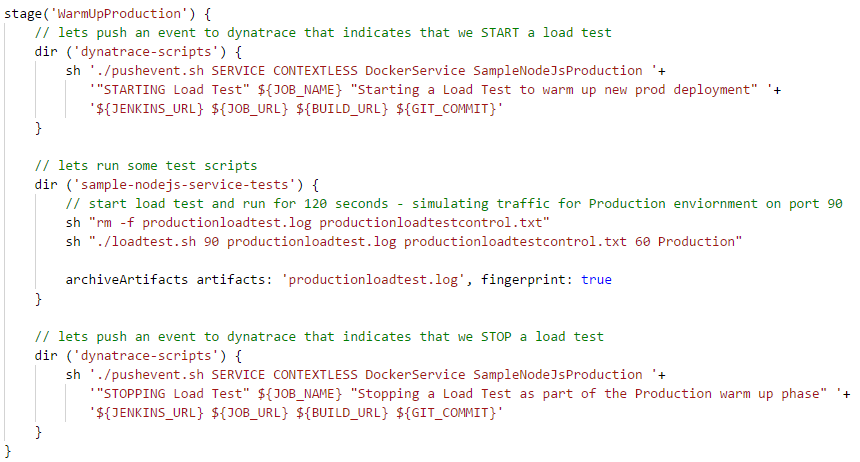 stage('WarmUpProduction') {
    // lets push an event to dynatrace that indicates that we START a load test
    dir ('dynatrace-scripts') {
        sh './pushevent.sh SERVICE CONTEXTLESS DockerService SampleNodeJsProduction '+
           '"STARTING Load Test" ${JOB_NAME} "Starting a Load Test to warm up new prod deployment" '+
           '${JENKINS_URL} ${JOB_URL} ${BUILD_URL} ${GIT_COMMIT}'
    }

    // lets run some test scripts
    dir ('sample-nodejs-service-tests') {
        // start load test and run for 120 seconds - simulating traffic for Production enviornment on port 90
        sh "rm -f productionloadtest.log productionloadtestcontrol.txt"
        sh "./loadtest.sh 90 productionloadtest.log productionloadtestcontrol.txt 60 Production"

        archiveArtifacts artifacts: 'productionloadtest.log', fingerprint: true
    }

    // lets push an event to dynatrace that indicates that we STOP a load test
    dir ('dynatrace-scripts') {
        sh './pushevent.sh SERVICE CONTEXTLESS DockerService SampleNodeJsProduction '+
           '"STOPPING Load Test" ${JOB_NAME} "Stopping a Load Test as part of the Production warm up phase" '+
           '${JENKINS_URL} ${JOB_URL} ${BUILD_URL} ${GIT_COMMIT}'
    }
}